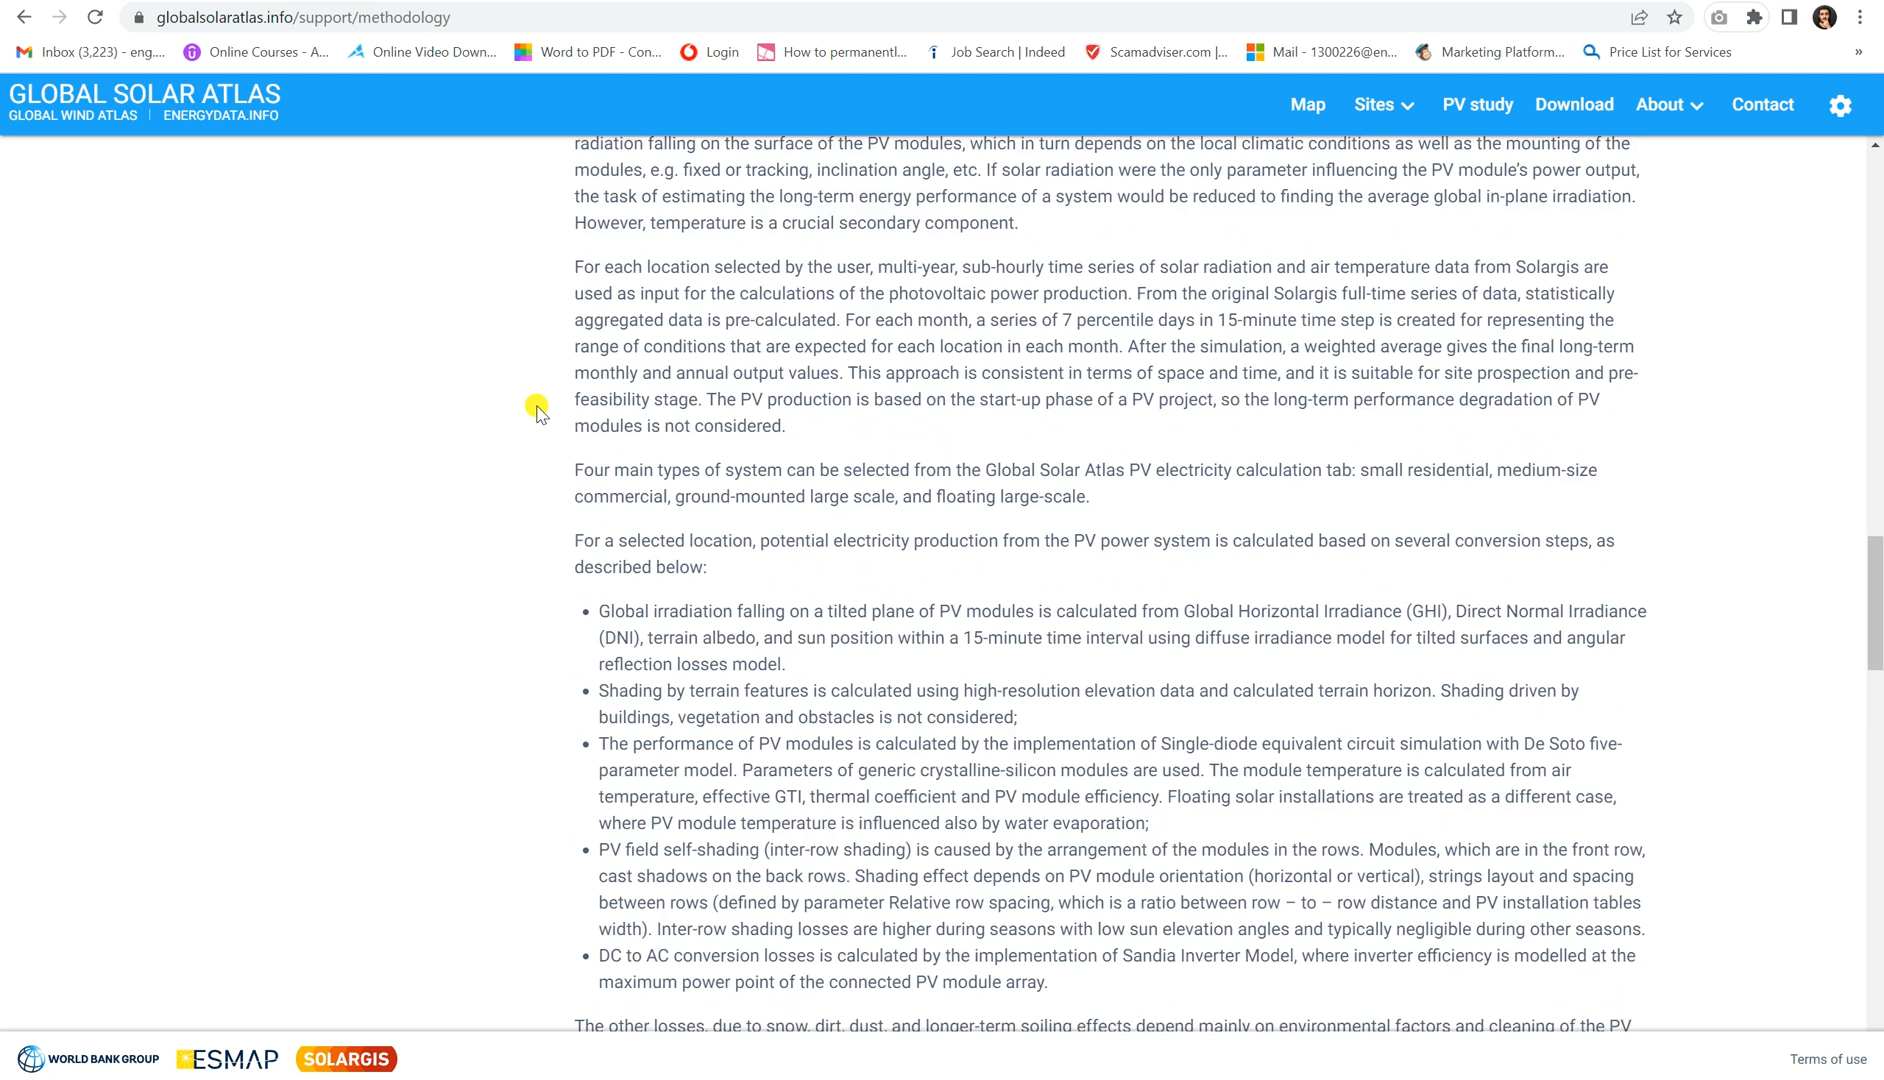 globalsolaratlas.info/support/methodology
Inbox (3,223) - eng.... Online Courses - A... Online Video Down... Word to PDF - Con... Login How to permanentl... Job Search | Indeed Scamadviser.com |... Mail - 1300226@en... Marketing Platform... Price List for Services »
GLOBAL SOLAR ATLAS
GLOBAL WIND ATLAS | ENERGYDATA.INFO
Map Sites PV study Download About Contact
radiation falling on the surface of the PV modules, which in turn depends on the local climatic conditions as well as the mounting of the
modules, e.g. fixed or tracking, inclination angle, etc. If solar radiation were the only parameter influencing the PV module’s power output,
the task of estimating the long-term energy performance of a system would be reduced to finding the average global in-plane irradiation.
However, temperature is a crucial secondary component.
For each location selected by the user, multi-year, sub-hourly time series of solar radiation and air temperature data from Solargis are
used as input for the calculations of the photovoltaic power production. From the original Solargis full-time series of data, statistically
aggregated data is pre-calculated. For each month, a series of 7 percentile days in 15-minute time step is created for representing the
range of conditions that are expected for each location in each month. After the simulation, a weighted average gives the final long-term
monthly and annual output values. This approach is consistent in terms of space and time, and it is suitable for site prospection and pre-
feasibility stage. The PV production is based on the start-up phase of a PV project, so the long-term performance degradation of PV
modules is not considered.
Four main types of system can be selected from the Global Solar Atlas PV electricity calculation tab: small residential, medium-size
commercial, ground-mounted large scale, and floating large-scale.
For a selected location, potential electricity production from the PV power system is calculated based on several conversion steps, as
described below:
• Global irradiation falling on a tilted plane of PV modules is calculated from Global Horizontal Irradiance (GHI), Direct Normal Irradiance
(DNI), terrain albedo, and sun position within a 15-minute time interval using diffuse irradiance model for tilted surfaces and angular
reflection losses model.
• Shading by terrain features is calculated using high-resolution elevation data and calculated terrain horizon. Shading driven by
buildings, vegetation and obstacles is not considered;
• The performance of PV modules is calculated by the implementation of Single-diode equivalent circuit simulation with De Soto five-
parameter model. Parameters of generic crystalline-silicon modules are used. The module temperature is calculated from air
temperature, effective GTI, thermal coefficient and PV module efficiency. Floating solar installations are treated as a different case,
where PV module temperature is influenced also by water evaporation;
• PV field self-shading (inter-row shading) is caused by the arrangement of the modules in the rows. Modules, which are in the front row,
cast shadows on the back rows. Shading effect depends on PV module orientation (horizontal or vertical), strings layout and spacing
between rows (defined by parameter Relative row spacing, which is a ratio between row – to – row distance and PV installation tables
width). Inter-row shading losses are higher during seasons with low sun elevation angles and typically negligible during other seasons.
• DC to AC conversion losses is calculated by the implementation of Sandia Inverter Model, where inverter efficiency is modelled at the
maximum power point of the connected PV module array.
The other losses, due to snow, dirt, dust, and longer-term soiling effects depend mainly on environmental factors and cleaning of the PV
WORLD BANK GROUP ESMAP SOLARGIS Terms of use